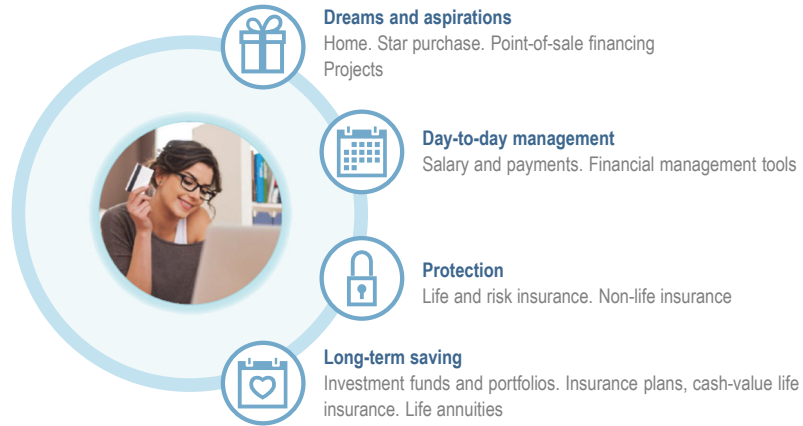 Dreams and aspirations
Home. Star purchase. Point-of-sale financing
Projects
Day-to-day management
Salary and payments. Financial management tools
Protection
Life and risk insurance. Non-life insurance
Long-term saving
Investment funds and portfolios. Insurance plans, cash-value life
insurance. Life annuities